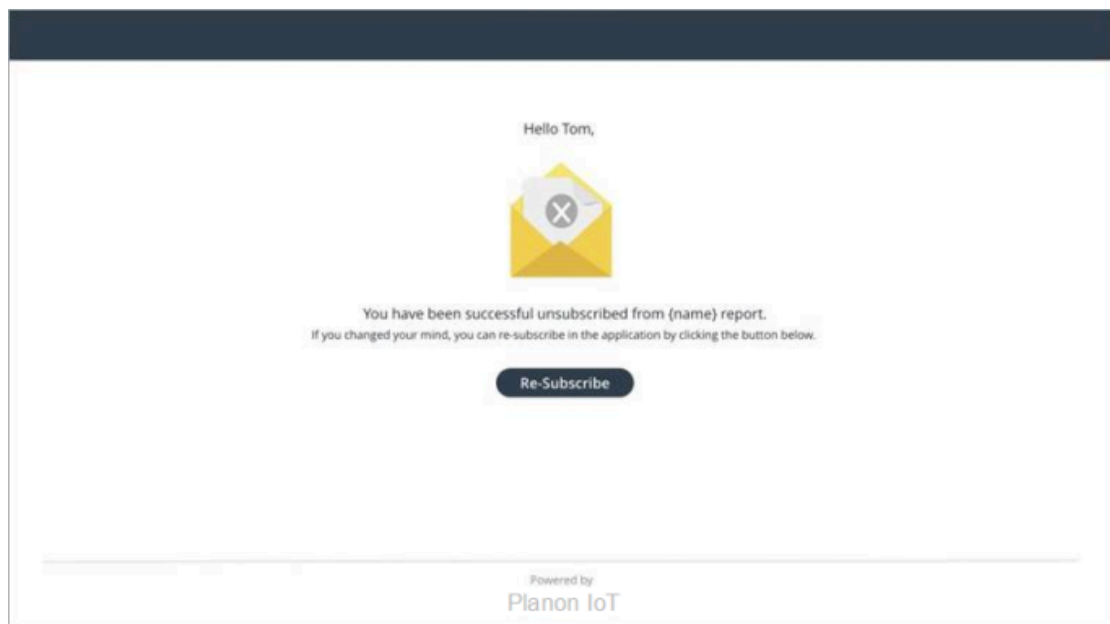 Hello Tom,
X
You have been successful unsubscribed from {name} report.
If you changed your mind, you can re-subscribe in the application by clicking the button below.
Re-Subscribe
Powered by
Planon IoT